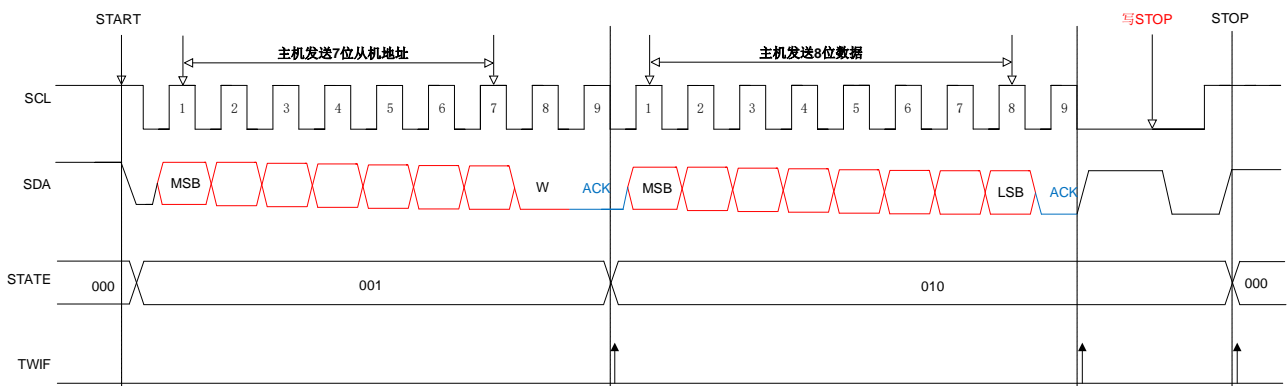 START 写STOP STOP
主机发送7位从机地址 主机发送8位数据
SCL 1 2 3 4 5 6 7 8 9 1 2 3 4 5 6 7 8 9
SDA MSB W ACK MSB LSB ACK
STATE 000 001 010 000
TWIF